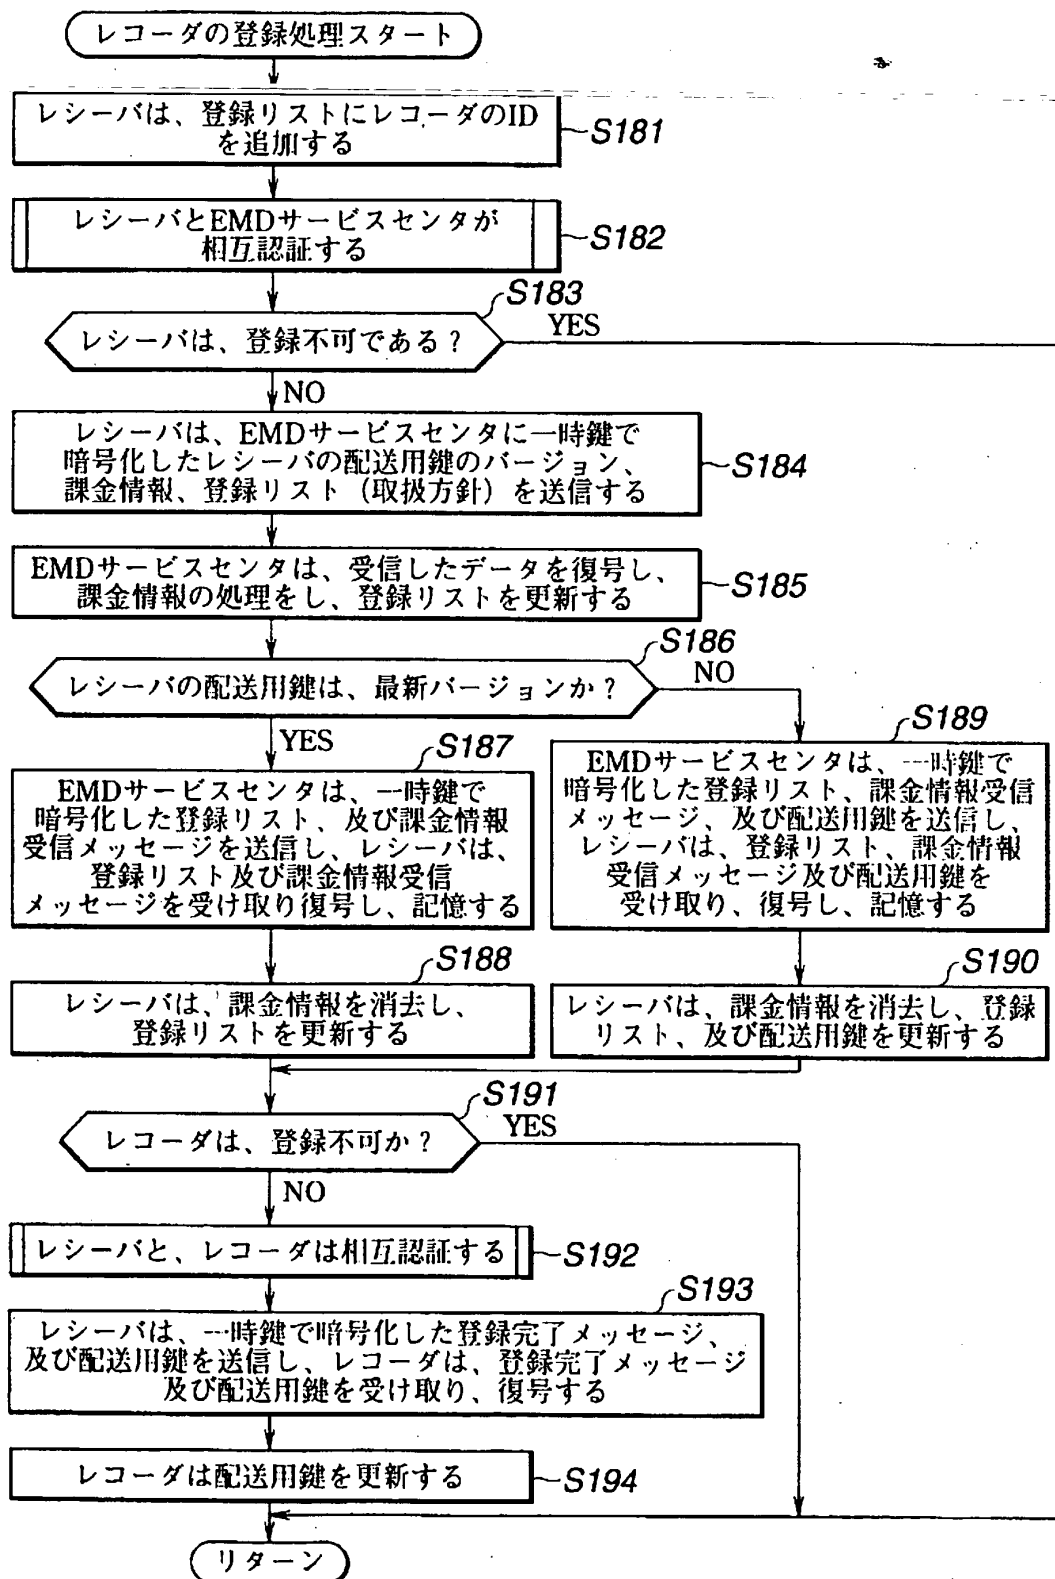 レコーダの登録処理スタート
レシーバは、登録リストにレコーダのID
を追加する
S181
レシーバとEMDサービスセンタが
相互認証する
S182
S183
レシーバは、登録不可である?
YES
NO
レシーバは、EMDサービスセンタに一時鍵で
暗号化したレシーバの配送用鍵のバージョン、
課金情報、登録リスト(取扱方針)を送信する
S184
EMDサービスセンタは、受信したデータを復号し、
課金情報の処理をし、登録リストを更新する
S185
S186
レシーバの配送用鍵は、最新バージョンか?
NO
YES
S187
EMDサービスセンタは、一時鍵で
暗号化した登録リスト、及び課金情報
受信メッセージを送信し、レシーバは、
登録リスト及び課金情報受信
メッセージを受け取り復号し、記憶する
S189
EMDサービスセンタは、一時鍵で
暗号化した登録リスト、課金情報受信
メッセージ、及び配送用鍵を送信し、
レシーバは、登録リスト、課金情報
受信メッセージ及び配送用鍵を
受け取り、復号し、記憶する
S188
レシーバは、課金情報を消去し、
登録リストを更新する
S190
レシーバは、課金情報を消去し、登録
リスト、及び配送用鍵を更新する
S191
レコーダは、登録不可か?
YES
NO
レシーバと、レコーダは相互認証する
S192
S193
レシーバは、一時鍵で暗号化した登録完了メッセージ、
及び配送用鍵を送信し、レコーダは、登録完了メッセージ
及び配送用鍵を受け取り、復号する
レコーダは配送用鍵を更新する
S194
リターン